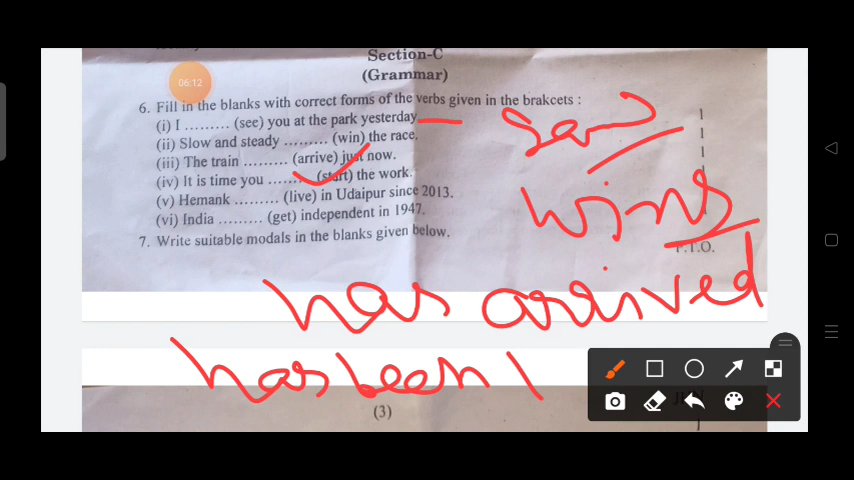 Section-C
(Grammar)
06:12
6. Fill in the blanks with correct forms of the verbs given in the brakcets :
(i) I ......... (see) you at the park yesterday
(ii) Slow and steady ......... (win) the race.
(iii) The train ......... (arrive) just now.
(iv) It is time you ......... (start) the work.
(v) Hemank ......... (live) in Udaipur since 2013.
(vi) India ......... (get) independent in 1947.
7. Write suitable modals in the blanks given below.
P.T.O.
saw
wins
has arrived
has been l
(3)